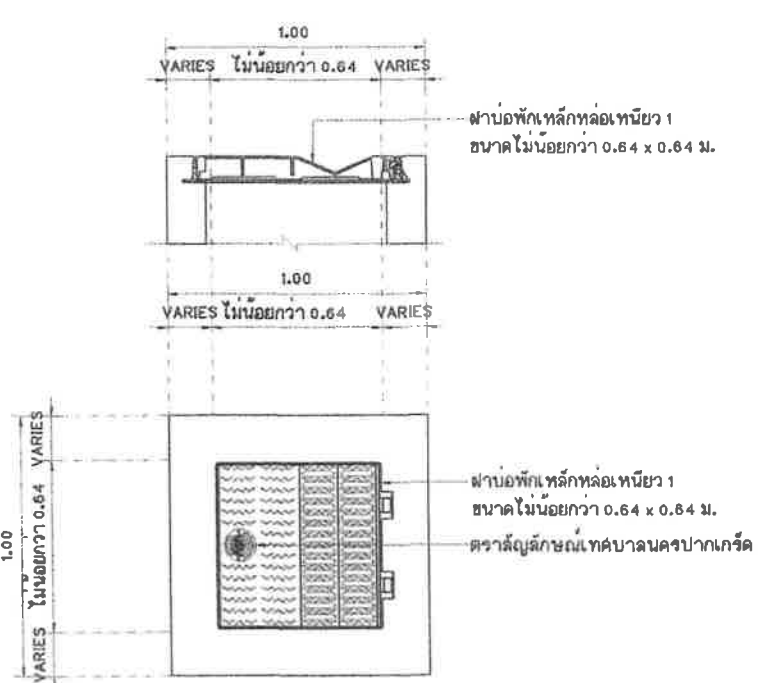 1.00
VARIES ไม่น้อยกว่า 0.64 VARIES
ฝาบ่อพักเหล็กหล่อเหนียว 1
ขนาดไม่น้อยกว่า 0.64 x 0.64 ม.
1.00
VARIES ไม่น้อยกว่า 0.64 VARIES
VARIES
ไม่น้อยกว่า 0.64
1.00
VARIES
ฝาบ่อพักเหล็กหล่อเหนียว 1
ขนาดไม่น้อยกว่า 0.64 x 0.64 ม.
ตราสัญลักษณ์เทศบาลนครปากเกร็ด